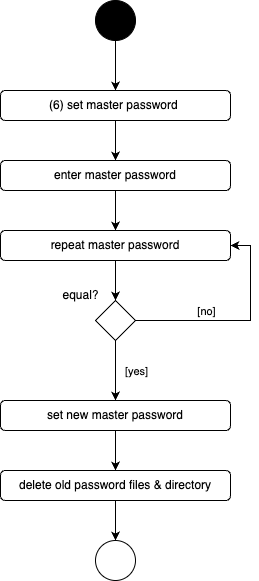 (6) set master password
enter master password
repeat master password
equal?
[no]
[yes]
set new master password
delete old password files & directory